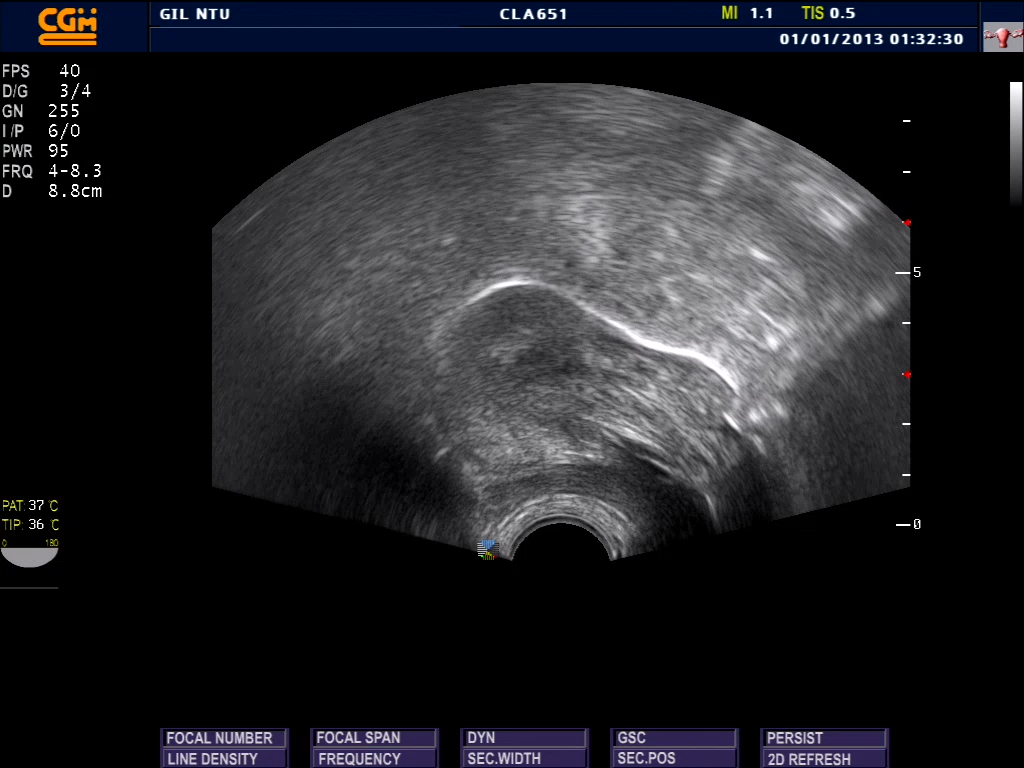 CGM
GIL NTU
CLA651
MI 1.1
TIS 0.5
01/01/2013 01:32:30
FPS 40
D/G 3/4
GN 255
I/P 6/0
PWR 95
FRQ 4-8.3
D 8.8cm
5
PAT: 37 °C
TIP: 36 °C
0 180
0
FOCAL NUMBER
FOCAL SPAN
DYN
GSC
PERSIST
LINE DENSITY
FREQUENCY
SEC.WIDTH
SEC.POS
2D REFRESH